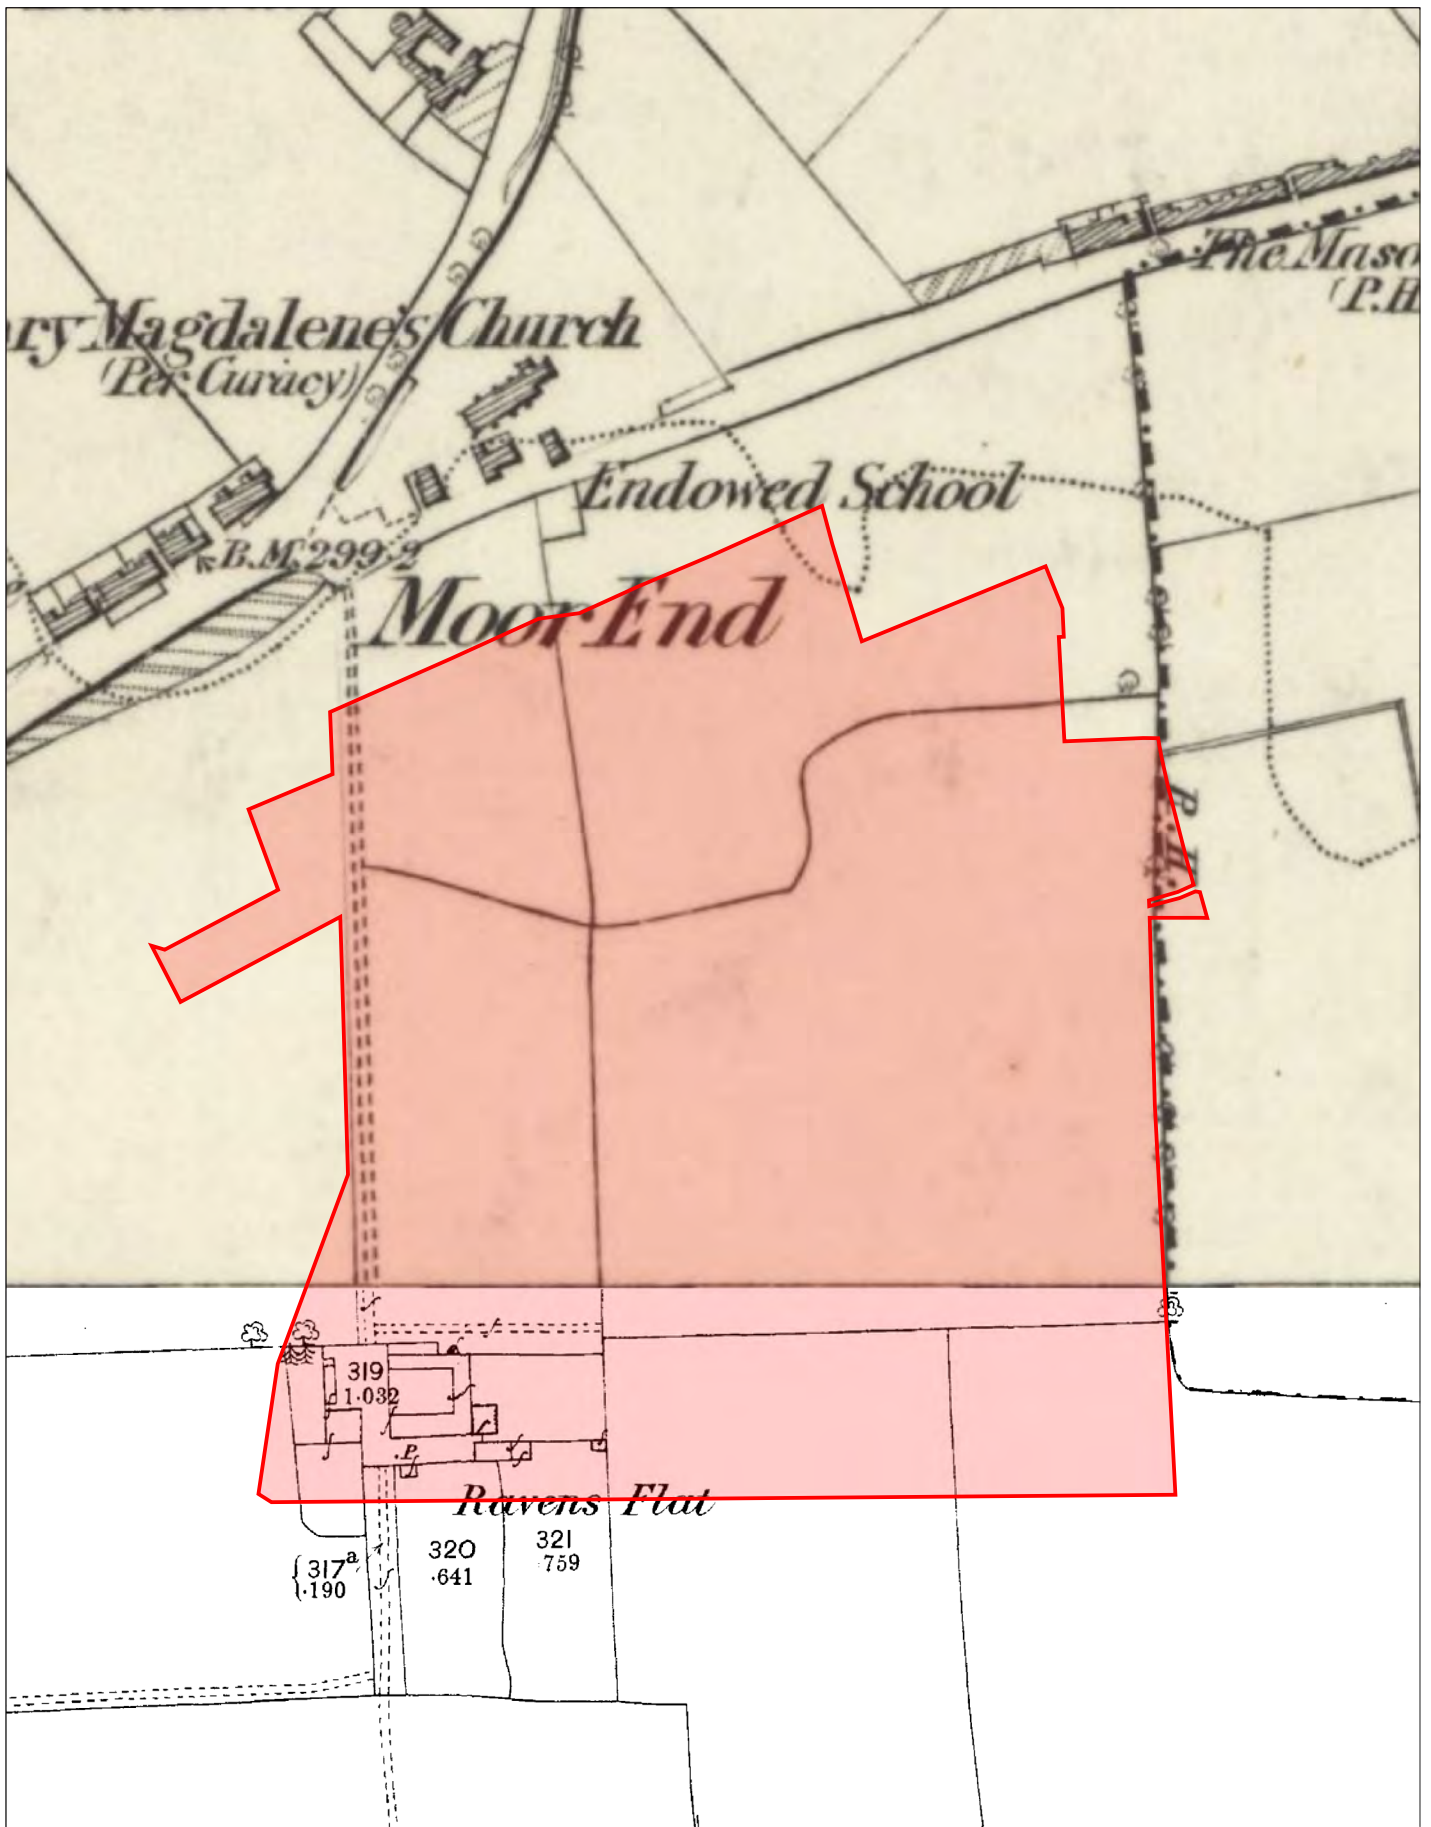 The Maso
(P.H
ry Magdalene's Church
(Per. Curacy)
Endowed School
B.M. 299·2
Moor End
P.H.
319
1·032
P.
Ravens Flat
317a
·190
320
·641
321
·759